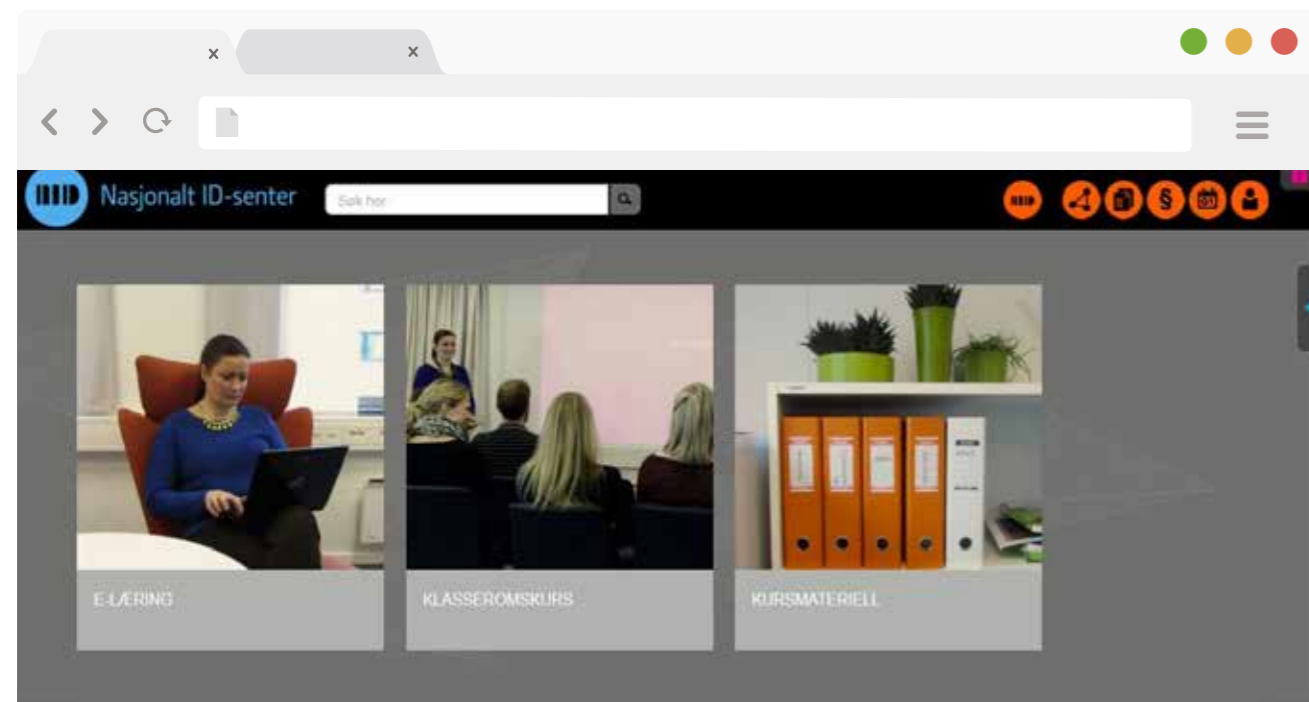 Nasjonalt ID-senter
Søk her
E-LÆRING
KLASSEROMSKURS
KURSMATERIELL